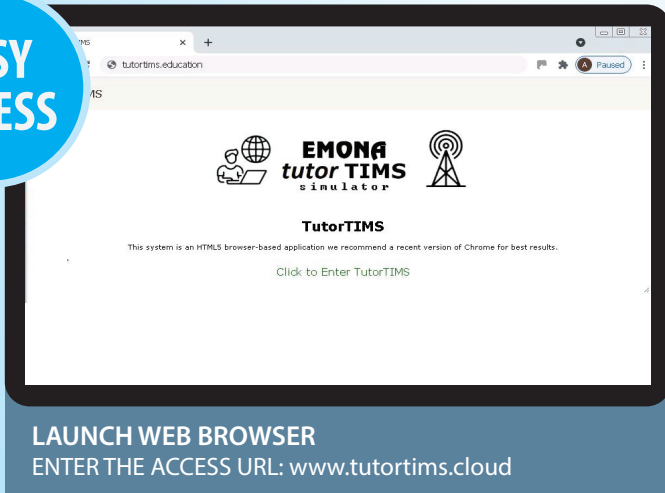 SY
ESS
MS
tutortims.education
A
Paused
MS
EMONA
tutor TIMS
simulator
TutorTIMS
This system is an HTML5 browser-based application we recommend a recent version of Chrome for best results.
Click to Enter TutorTIMS
LAUNCH WEB BROWSER
ENTER THE ACCESS URL: www.tutortims.cloud